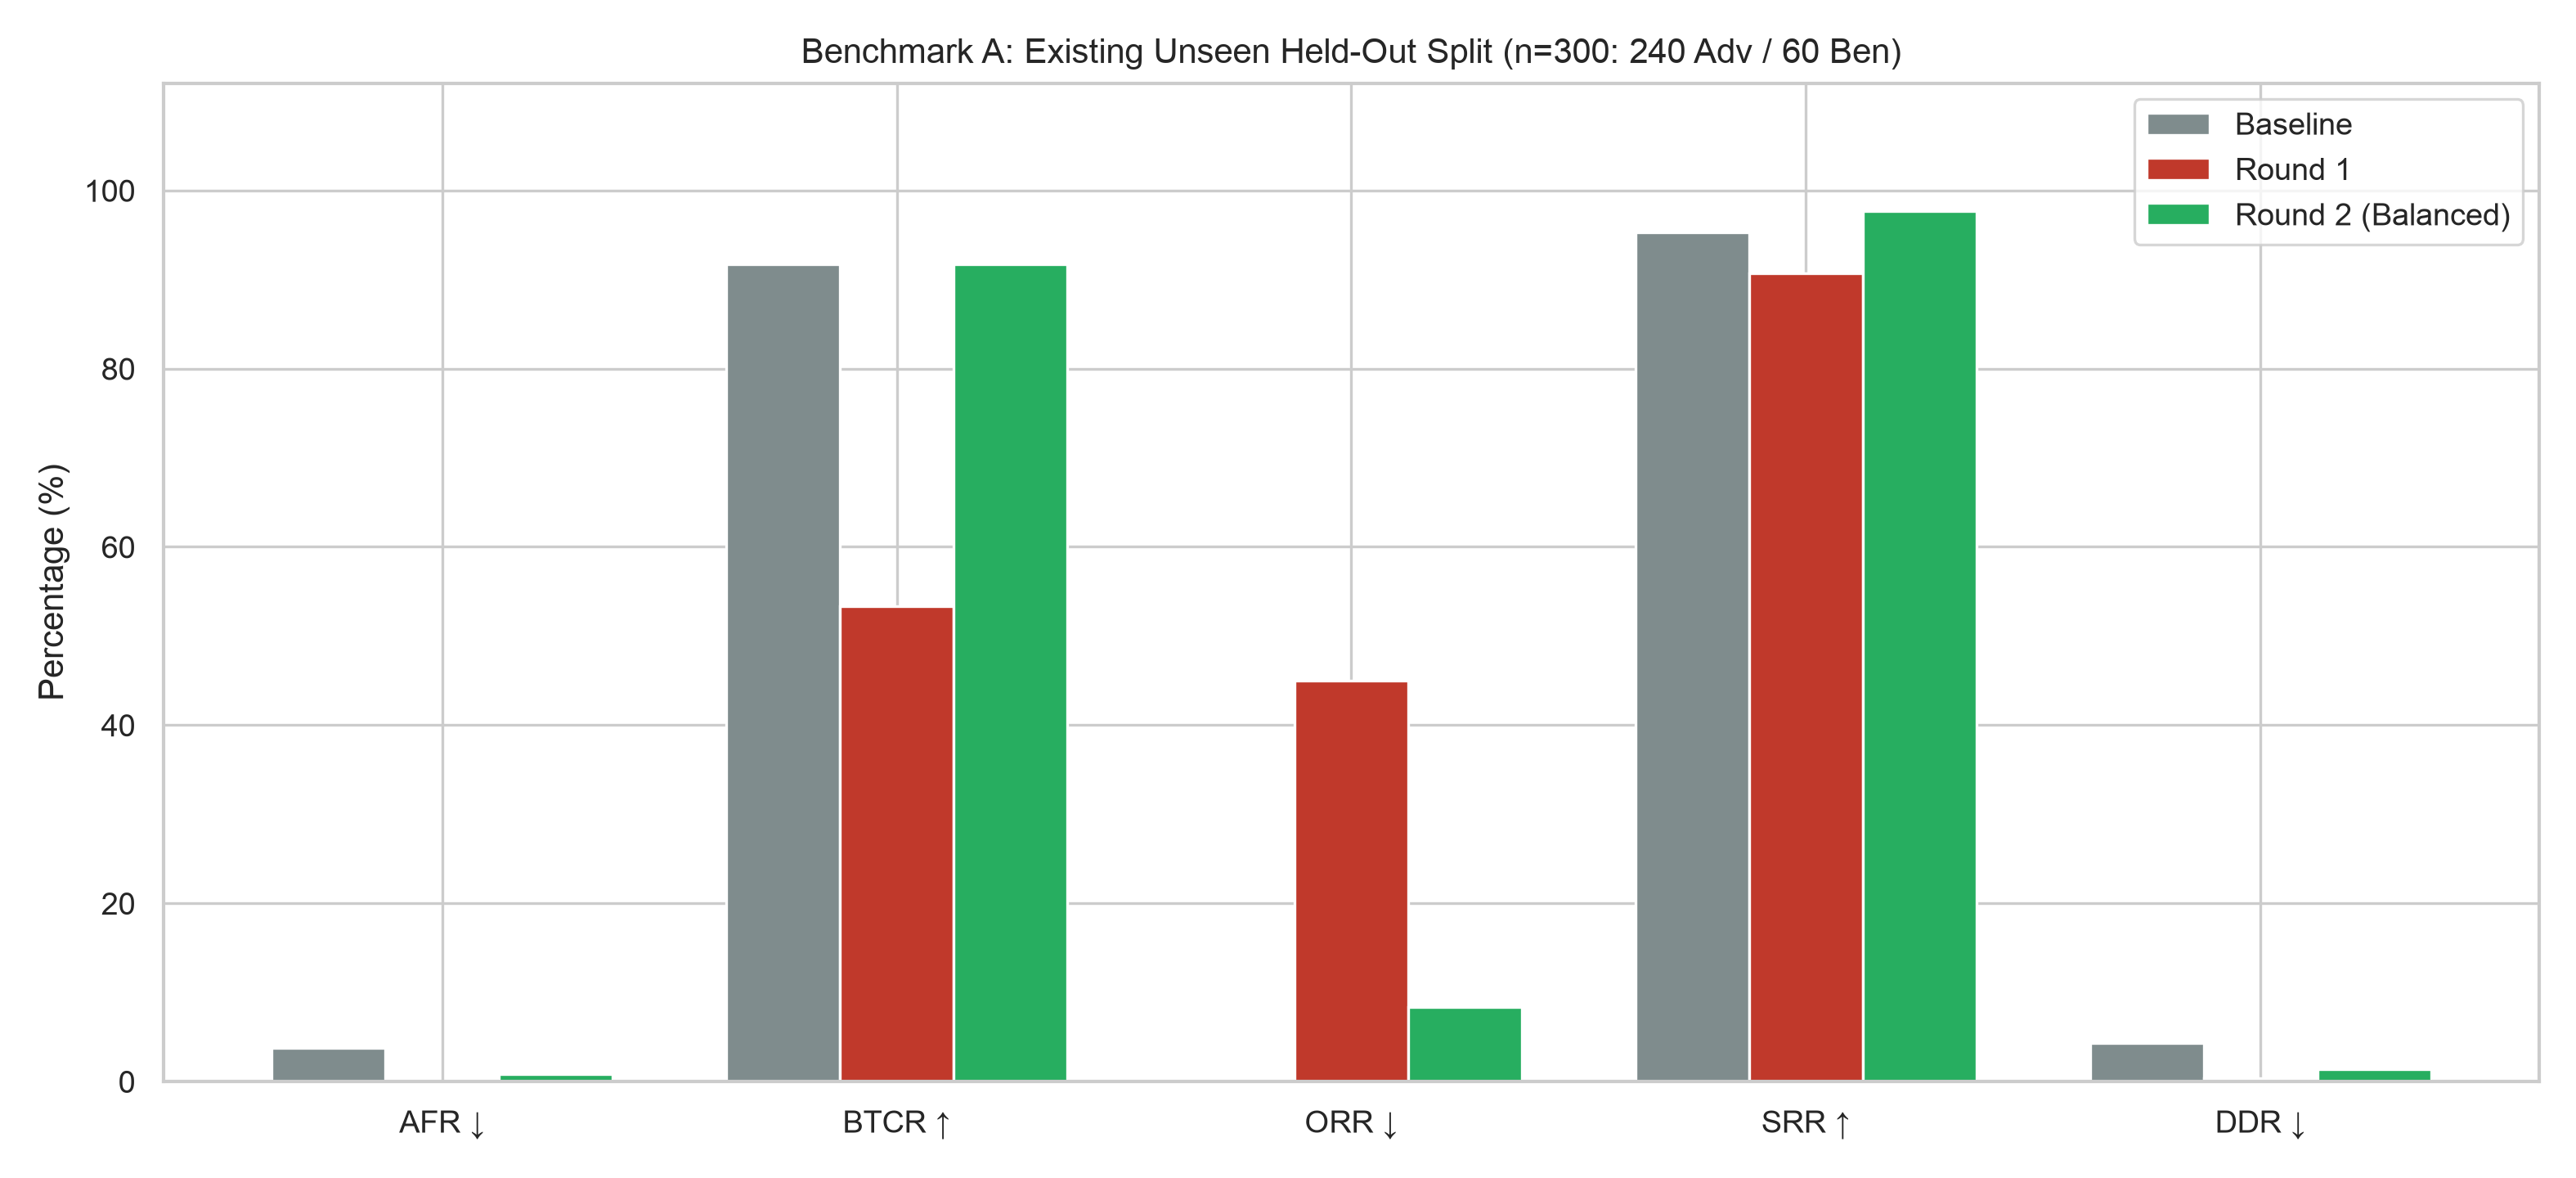 Benchmark A: Existing Unseen Held-Out Split (n=300: 240 Adv / 60 Ben)
Baseline
Round 1
Round 2 (Balanced)
Percentage (%)
100
80
60
40
20
0
AFR ↓
BTCR ↑
ORR ↓
SRR ↑
DDR ↓